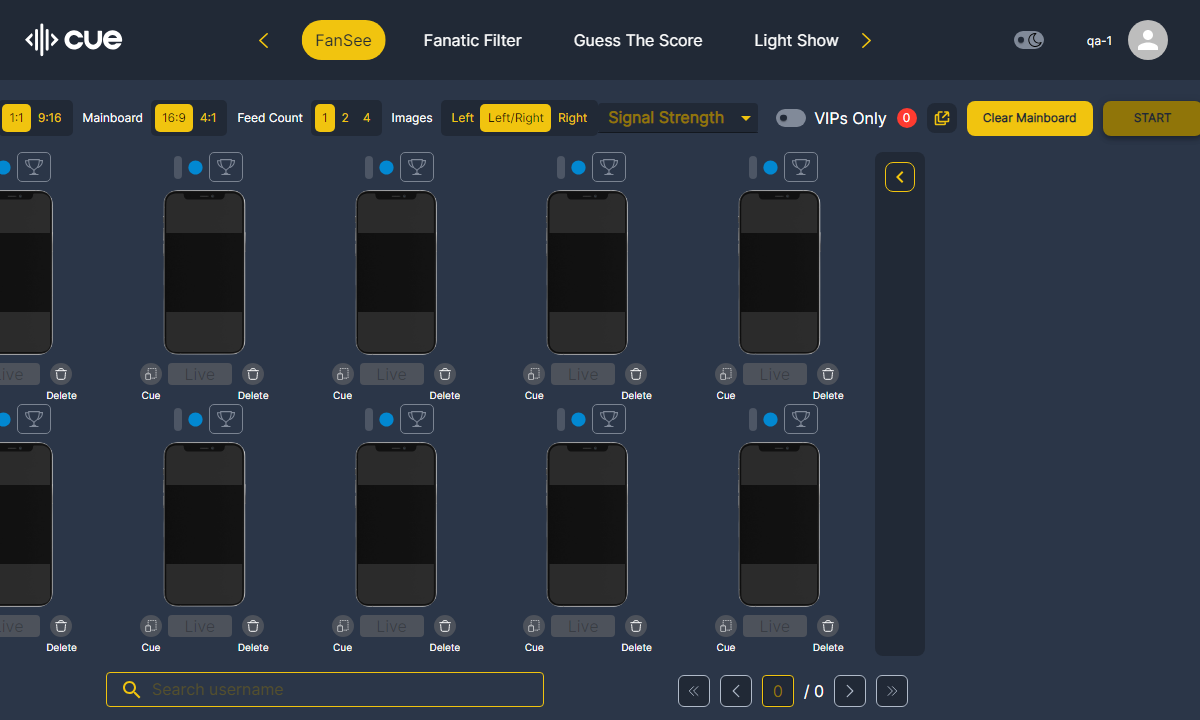 cue FanSee Fanatic Filter Guess The Score Light Show qa-1
1:1 9:16 Mainboard 16:9 4:1 Feed Count 1 2 4 Images Left Left/Right Right Signal Strength VIPs Only 0 Clear Mainboard START
Live Live Live Live
Delete Cue Delete Cue Delete Cue Delete Cue Delete
Live Live Live Live
Delete Cue Delete Cue Delete Cue Delete Cue Delete
Search username 0 / 0